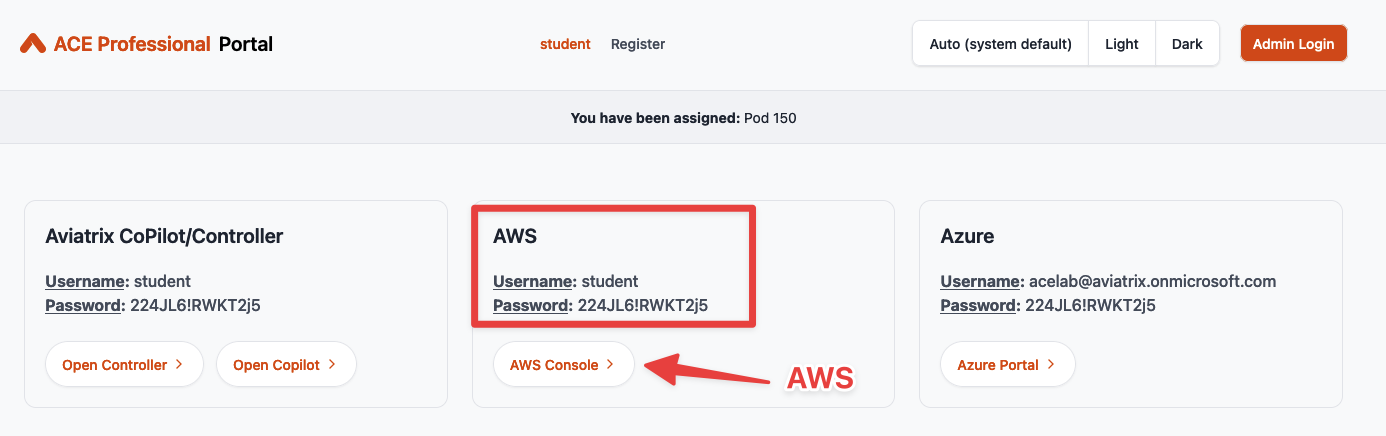 ACE Professional Portal
student Register
Auto (system default) Light Dark
Admin Login
You have been assigned: Pod 150
Aviatrix CoPilot/Controller
Username: student
Password: 224JL6!RWKT2j5
Open Controller > Open Copilot >
AWS
Username: student
Password: 224JL6!RWKT2j5
AWS Console >
AWS
Azure
Username: acelab@aviatrix.onmicrosoft.com
Password: 224JL6!RWKT2j5
Azure Portal >